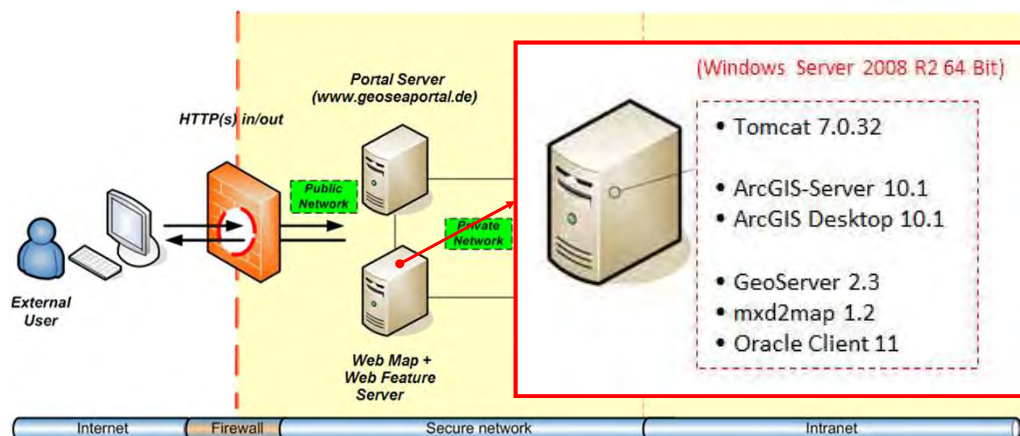 (Windows Server 2008 R2 64 Bit)
Portal Server
(www.geoseaportal.de)
HTTP(s) in/out
• Tomcat 7.0.32
Public
Network
• ArcGIS-Server 10.1
• ArcGIS Desktop 10.1
Private
Network
• GeoServer 2.3
• mxd2map 1.2
• Oracle Client 11
External
User
Web Map +
Web Feature
Server
Internet
Firewall
Secure network
Intranet